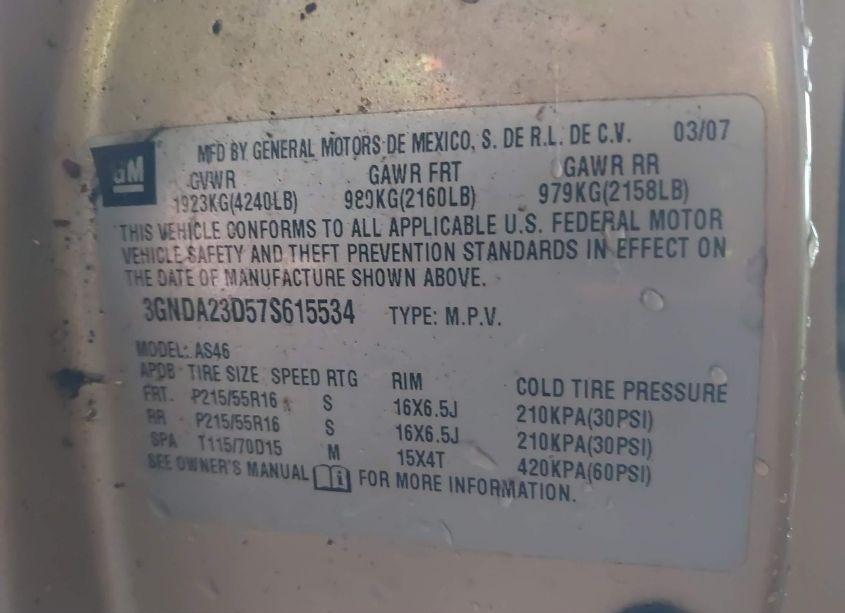 GM
MFD BY GENERAL MOTORS DE MEXICO, S. DE R.L. DE C.V. 03/07
GVWR GAWR FRT GAWR RR
1923KG(4240LB) 980KG(2160LB) 979KG(2158LB)
THIS VEHICLE CONFORMS TO ALL APPLICABLE U.S. FEDERAL MOTOR
VEHICLE SAFETY AND THEFT PREVENTION STANDARDS IN EFFECT ON
THE DATE OF MANUFACTURE SHOWN ABOVE.
3GNDA23D57S615534 TYPE: M.P.V.
MODEL: AS46
APDB TIRE SIZE SPEED RTG RIM COLD TIRE PRESSURE
FRT. P215/55R16 S 16X6.5J 210KPA(30PSI)
RR P215/55R16 S 16X6.5J 210KPA(30PSI)
SPA T115/70D15 M 15X4T 420KPA(60PSI)
SEE OWNER'S MANUAL FOR MORE INFORMATION.